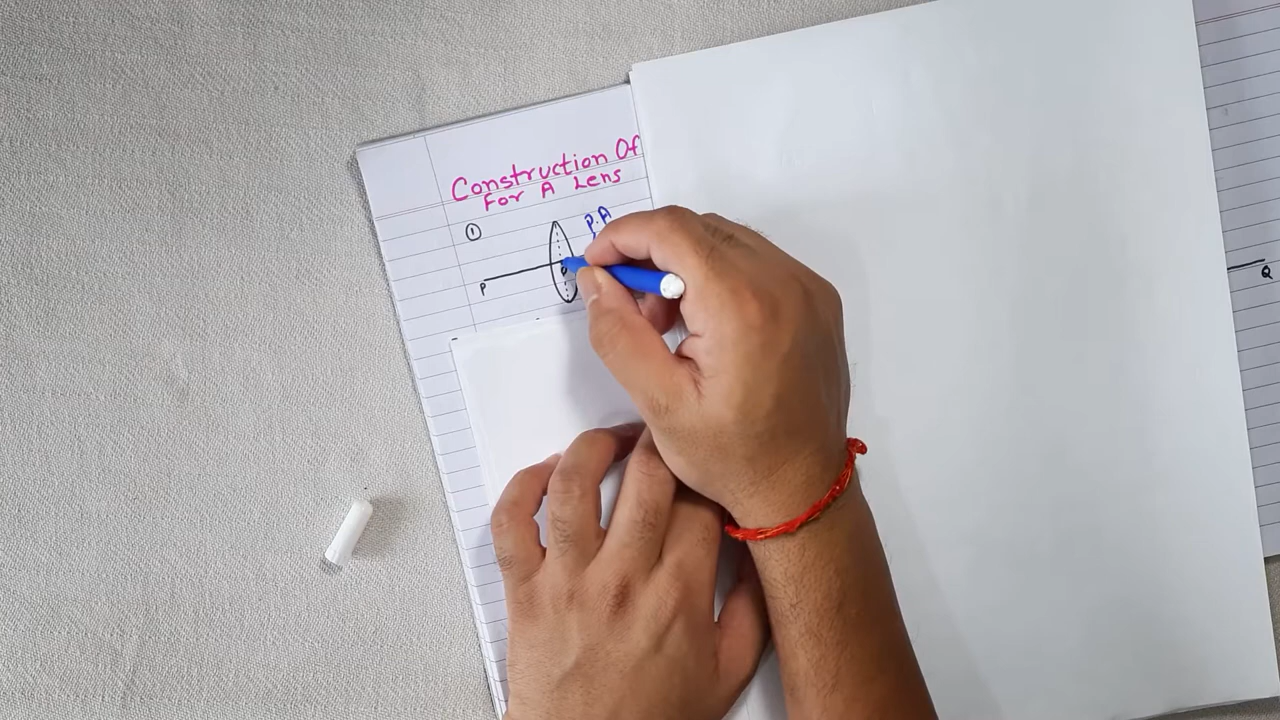 Construction Of
For A Lens
①
P.A
P
Q